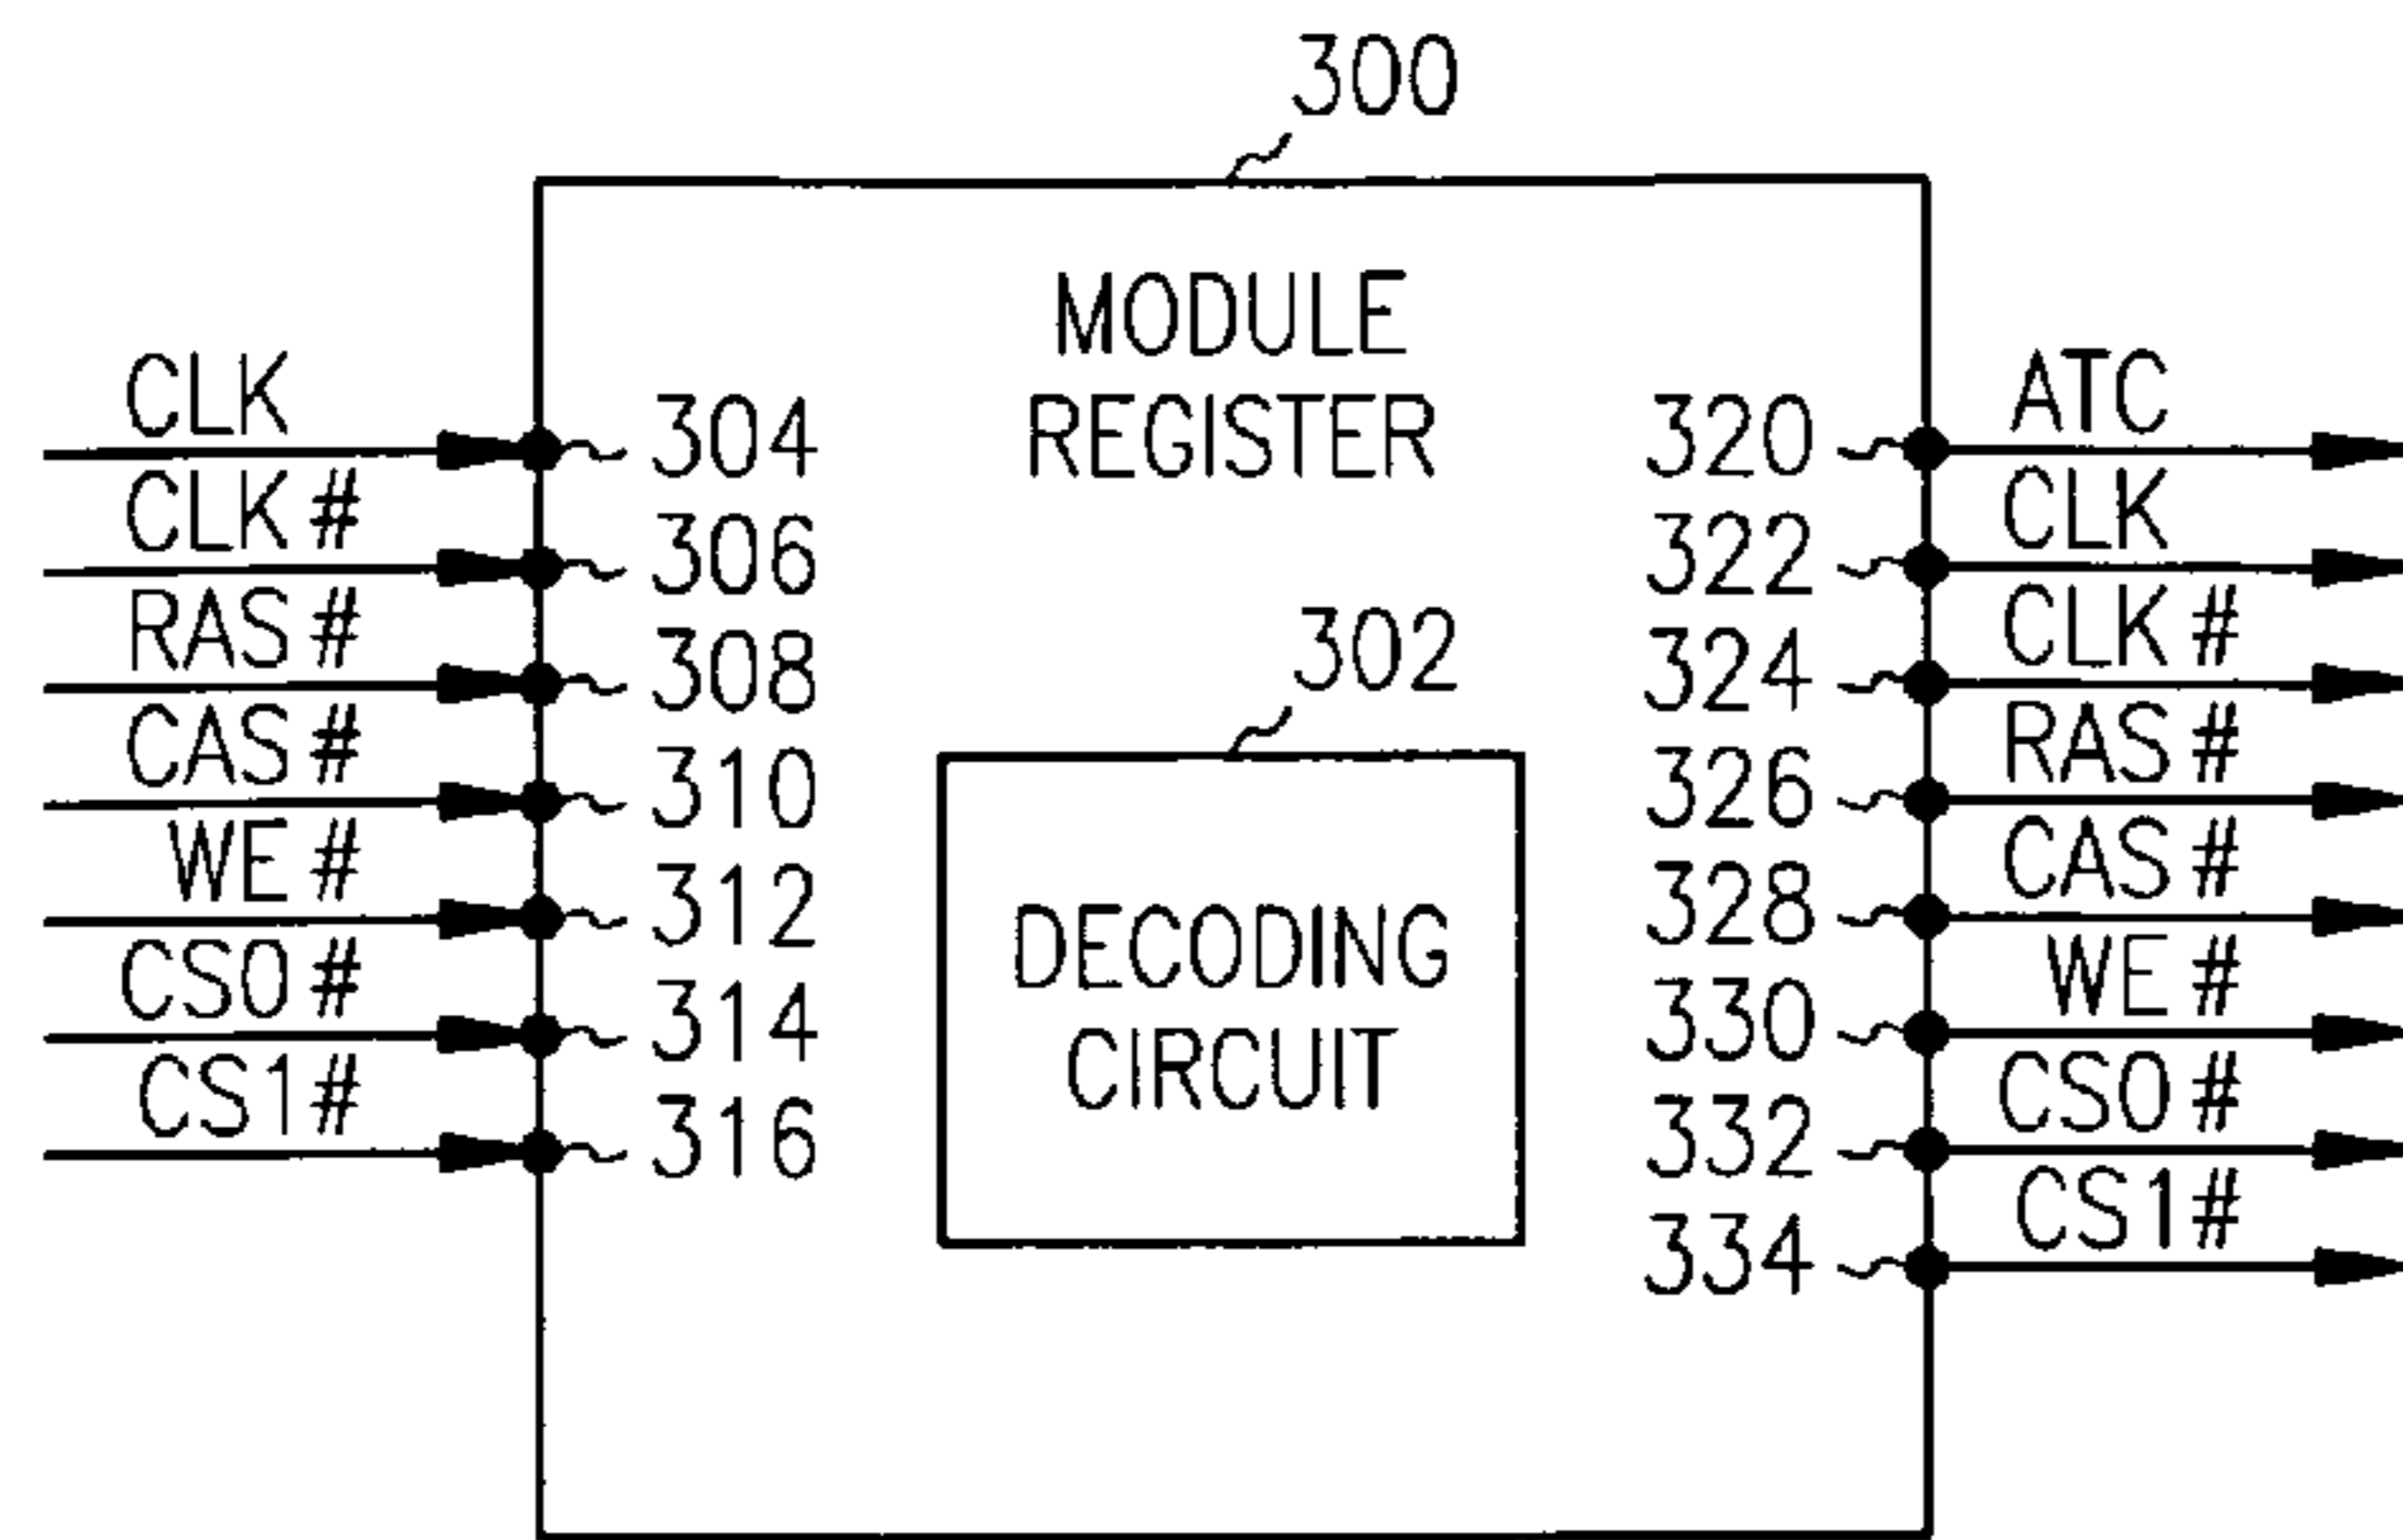 300
MODULE
REGISTER
CLK
304
CLK#
306
RAS#
308
CAS#
310
WE#
312
CS0#
314
CS1#
316
302
DECODING
CIRCUIT
320
ATC
322
CLK
324
CLK#
326
RAS#
328
CAS#
330
WE#
332
CS0#
334
CS1#